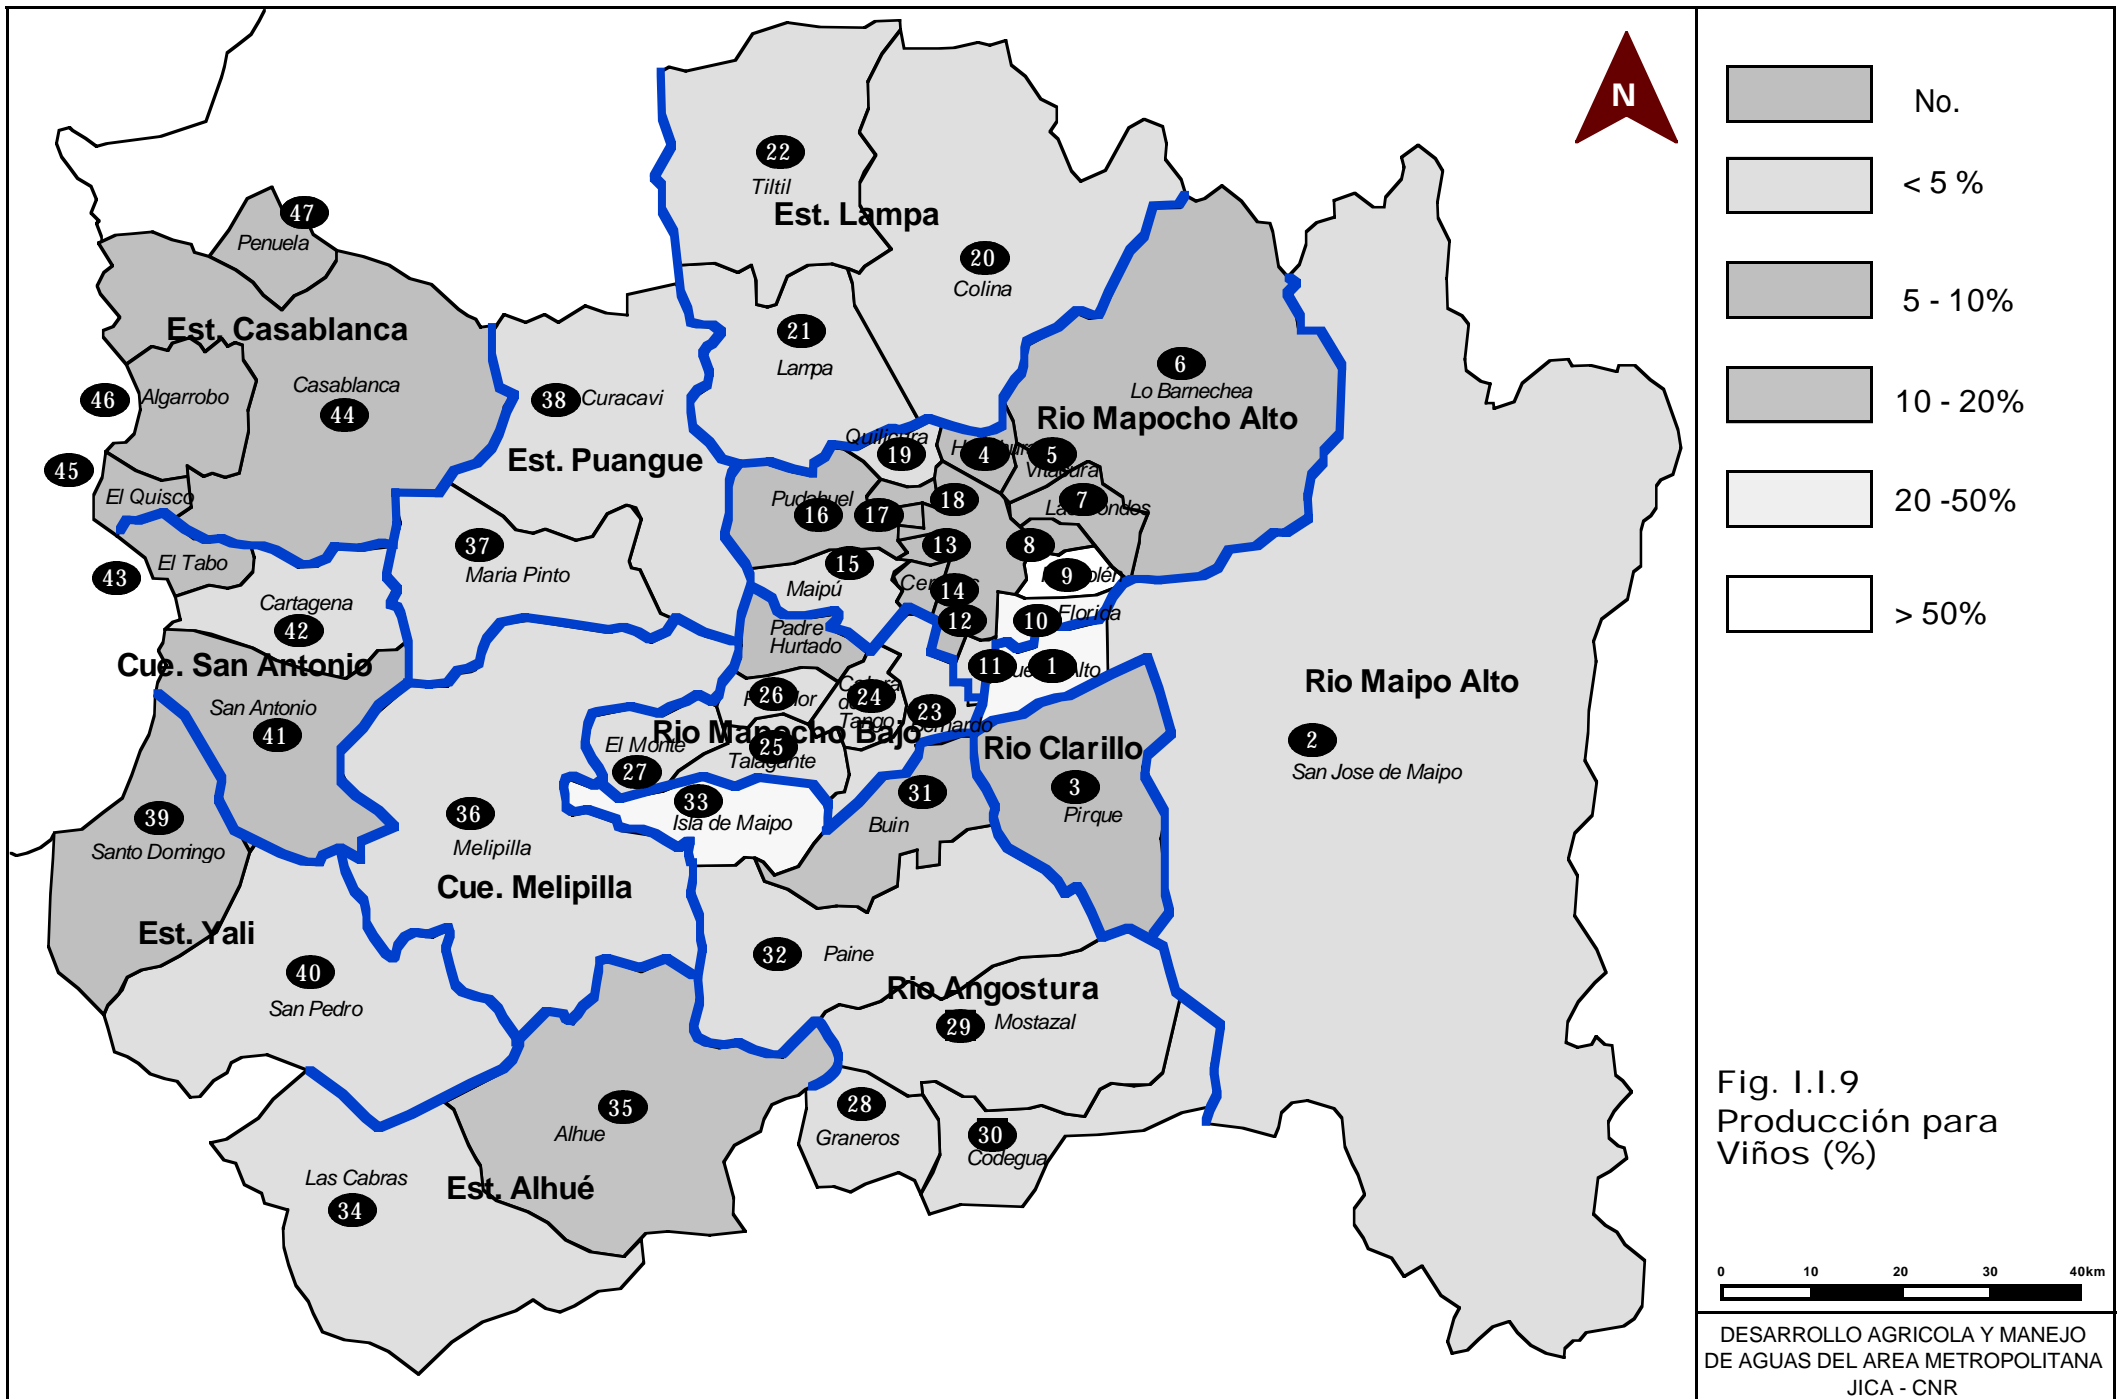 N
22
Tiltil
Est. Lampa
47
Penuela
20
Colina
Est. Casablanca
21
Lampa
6
Lo Barnechea
Rio Mapocho Alto
46
Algarrobo
Casablanca
44
38
Curacavi
Est. Puangue
Quilicura
19
4
5
Vitacura
45
El Quisco
Pudahuel
16
17
18
7
El Tabo
43
37
Maria Pinto
13
8
15
Maipú
14
9
Cartagena
42
12
10
Florida
Padre
Hurtado
Cue. San Antonio
11
1
Alto
Rio Maipo Alto
San Antonio
41
26
24
Tango
23
Rio Mapocho Bajo
El Monte
27
25
Talagante
Rio Clarillo
3
Pirque
2
San Jose de Maipo
39
Santo Domingo
36
Melipilla
Cue. Melipilla
33
Isla de Maipo
31
Buin
Est. Yali
40
San Pedro
32
Paine
Rio Angostura
29
Mostazal
35
Alhue
28
Graneros
30
Codegua
Las Cabras
34
Est. Alhué
No.
< 5 %
5 - 10%
10 - 20%
20 -50%
> 50%
Fig. I.I.9
Producción para
Viños (%)
0 10 20 30 40km
DESARROLLO AGRICOLA Y MANEJO
DE AGUAS DEL AREA METROPOLITANA
JICA - CNR